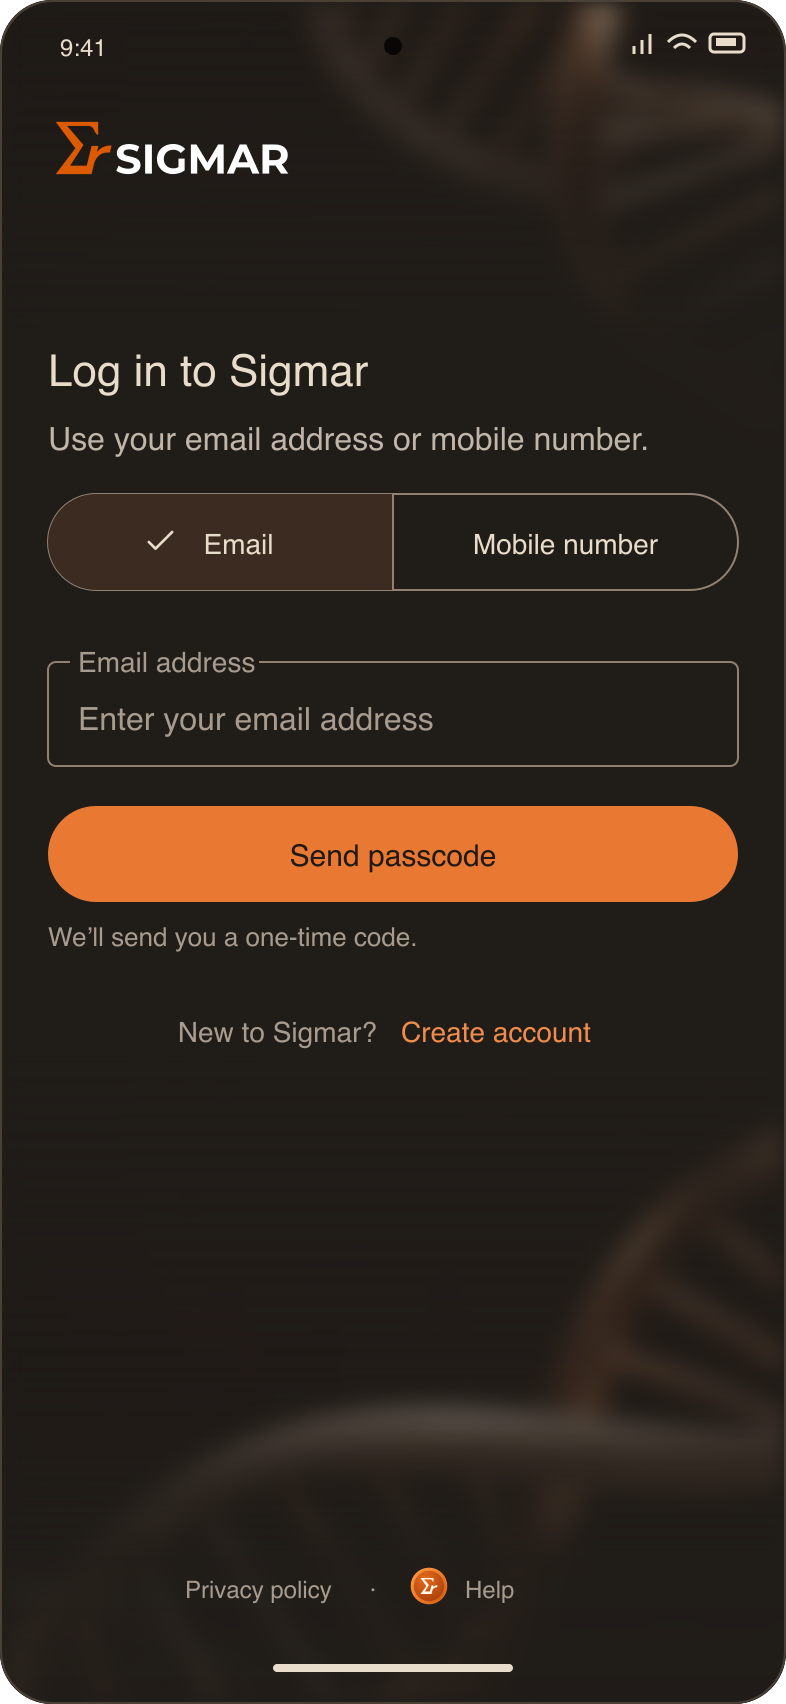 9:41
Σr SIGMAR
Log in to Sigmar
Use your email address or mobile number.
Email
Mobile number
Email address
Enter your email address
Send passcode
We’ll send you a one-time code.
New to Sigmar? Create account
Privacy policy · Σr Help